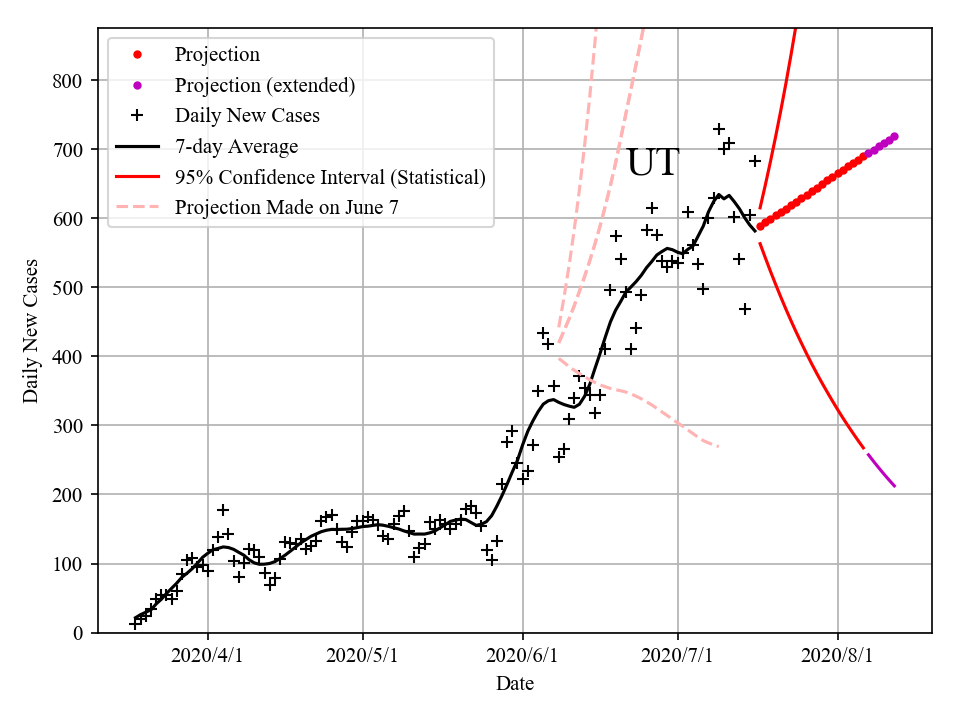 Projection
Projection (extended)
Daily New Cases
7-day Average
95% Confidence Interval (Statistical)
Projection Made on June 7
UT
800
700
600
500
400
300
200
100
0
Daily New Cases
2020/4/1 2020/5/1 2020/6/1 2020/7/1 2020/8/1
Date